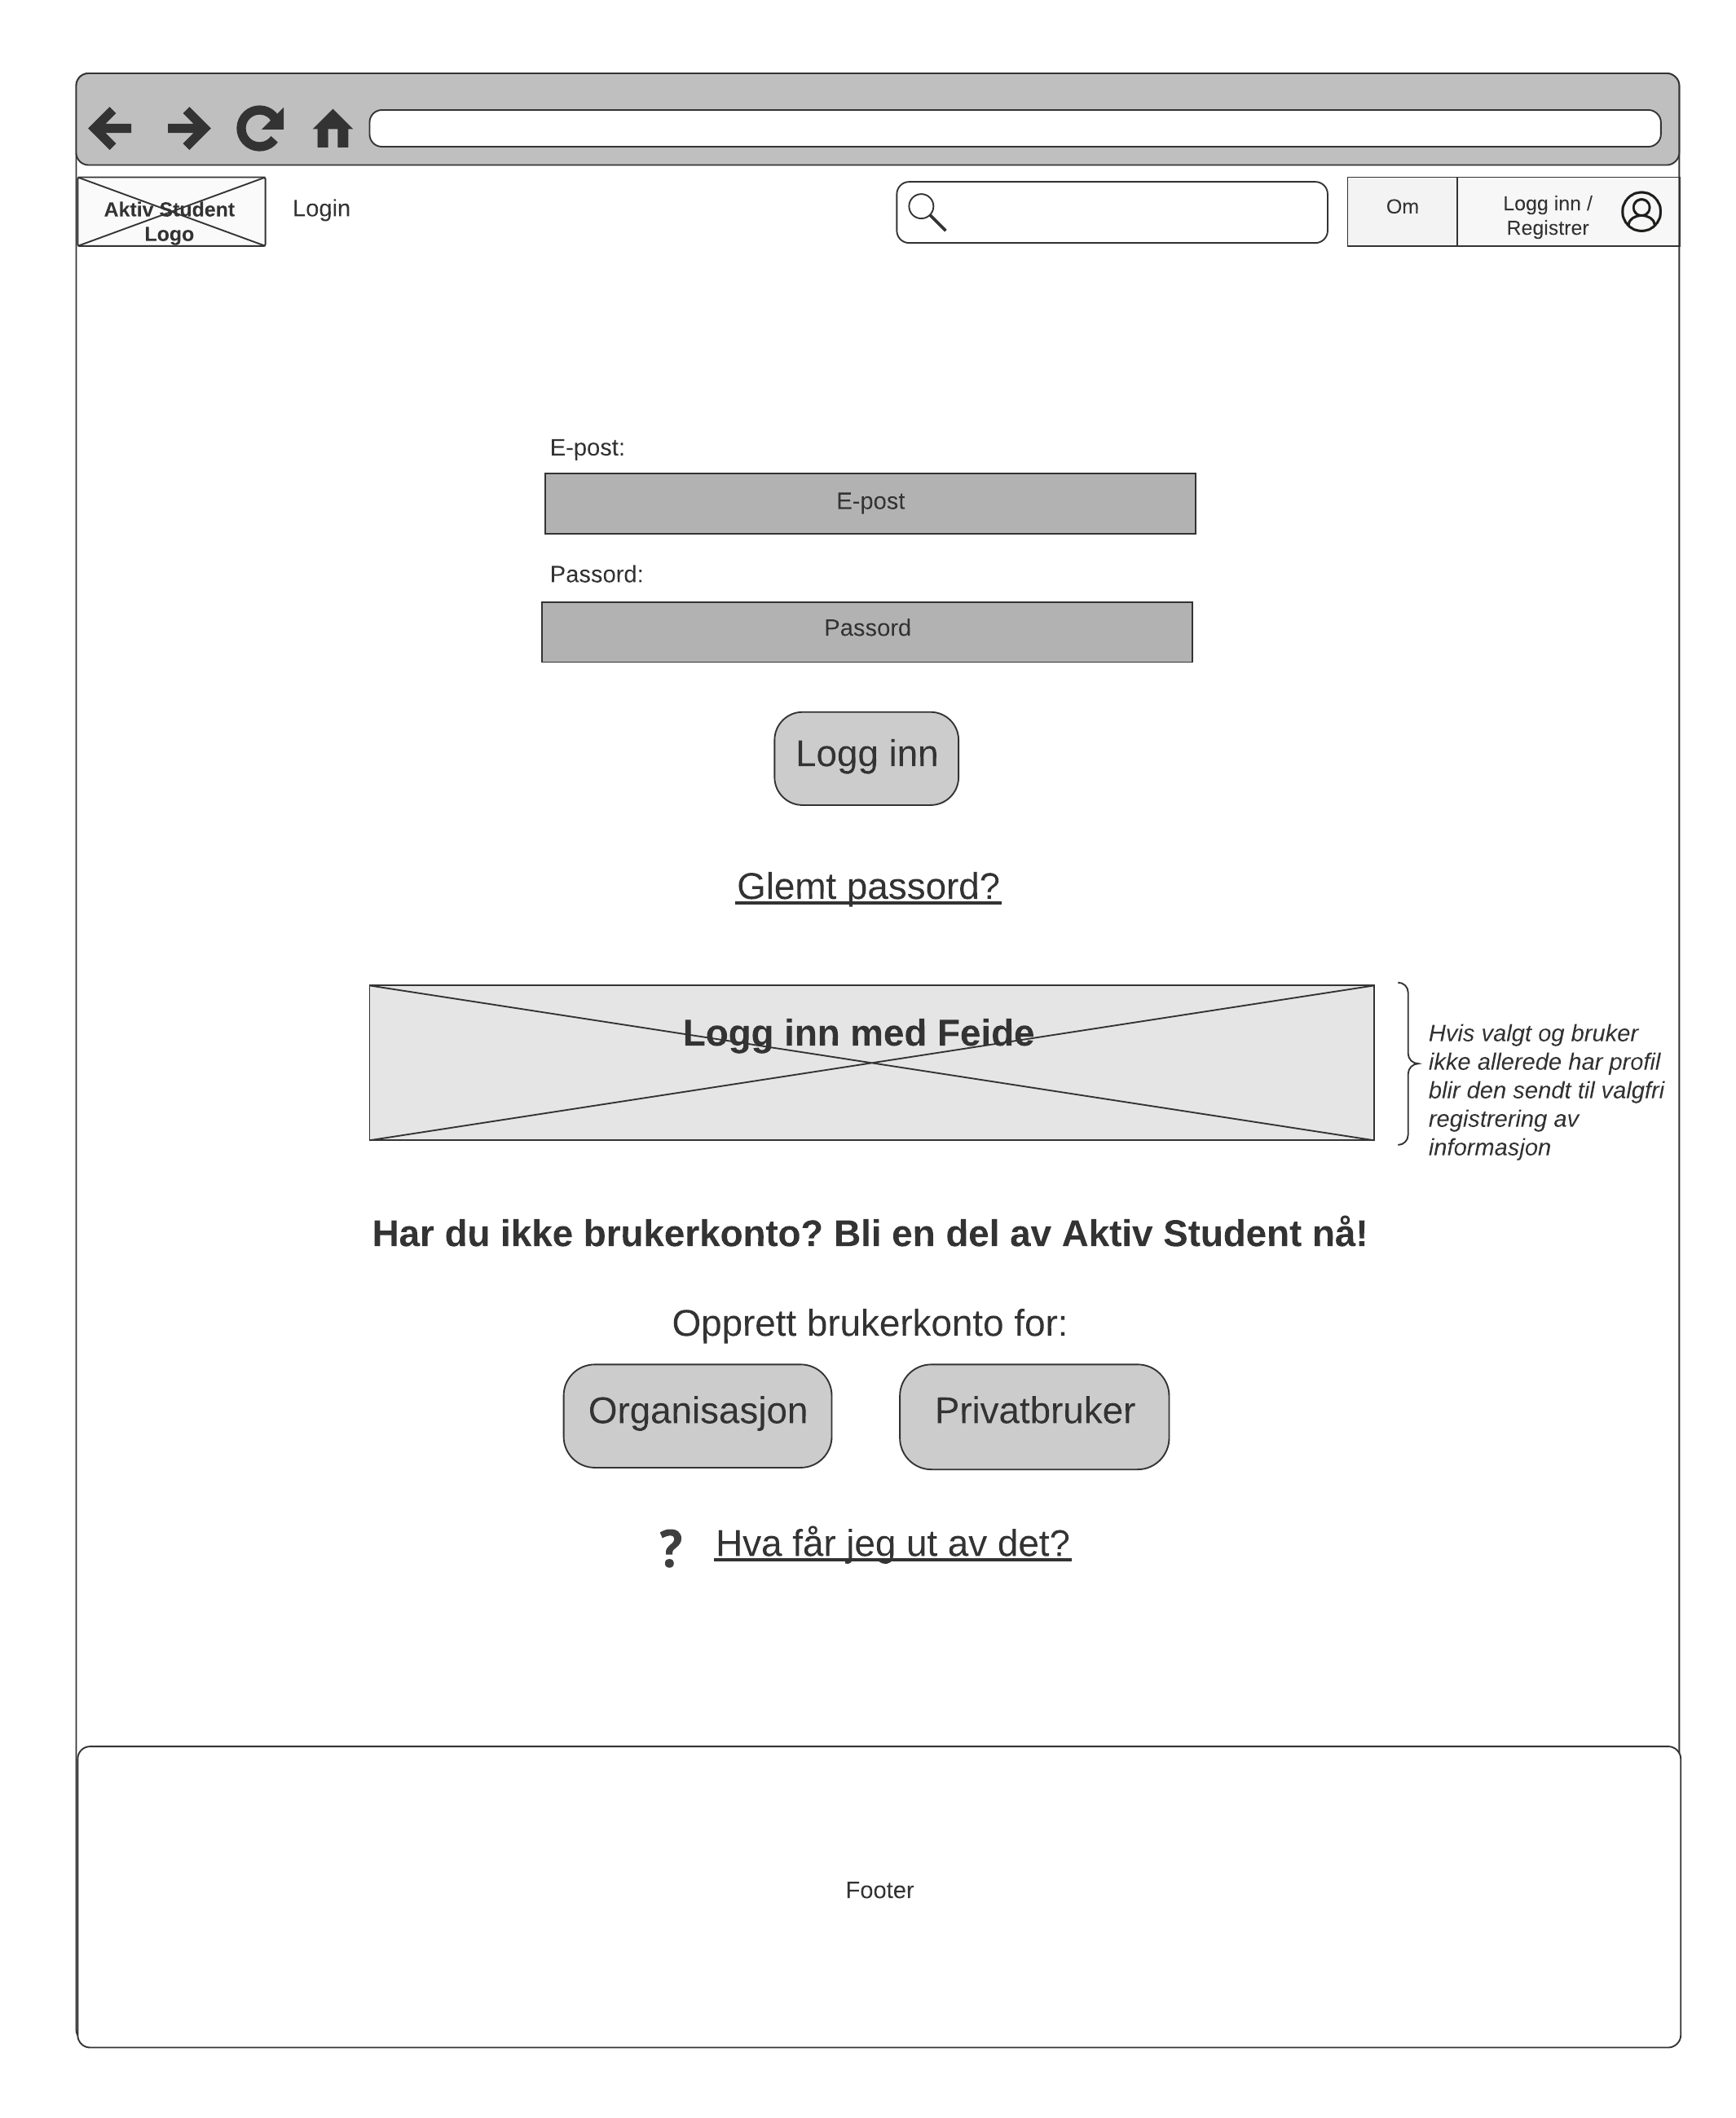 Aktiv Student
Logo
Login
Om
Logg inn /
Registrer
E-post:
E-post
Passord:
Passord
Logg inn
Glemt passord?
Logg inn med Feide
Hvis valgt og bruker
ikke allerede har profil
blir den sendt til valgfri
registrering av
informasjon
Har du ikke brukerkonto? Bli en del av Aktiv Student nå!
Opprett brukerkonto for:
Organisasjon
Privatbruker
? Hva får jeg ut av det?
Footer